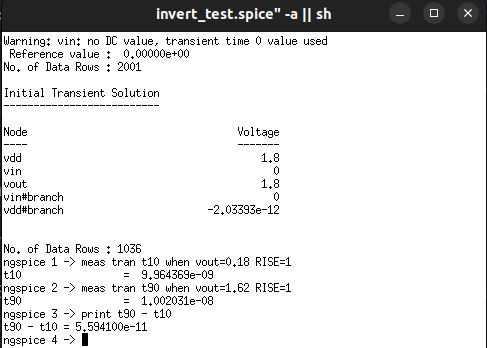 invert_test.spice" -a || sh
Warning: vin: no DC value, transient time 0 value used
Reference value :  0.00000e+00
No. of Data Rows : 2001
Initial Transient Solution
--------------------------
Node                                   Voltage
----                                   -------
vdd                                        1.8
vin                                          0
vout                                       1.8
vin#branch                                   0
vdd#branch                        -2.03393e-12
No. of Data Rows : 1036
ngspice 1 -> meas tran t10 when vout=0.18 RISE=1
t10                 =  9.964369e-09
ngspice 2 -> meas tran t90 when vout=1.62 RISE=1
t90                 =  1.002031e-08
ngspice 3 -> print t90 - t10
t90 - t10 = 5.594100e-11
ngspice 4 ->